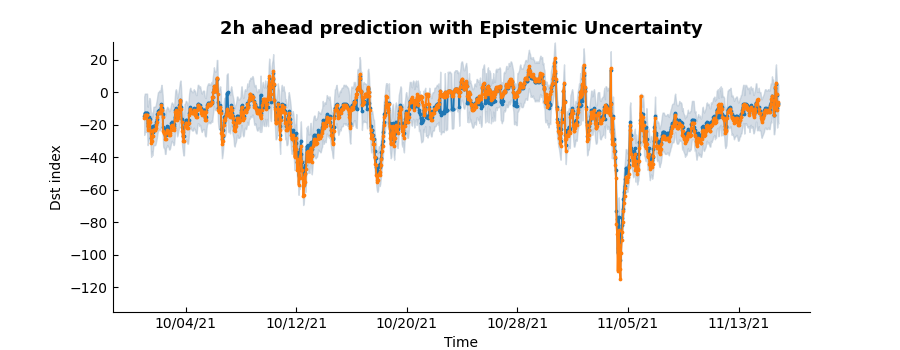 2h ahead prediction with Epistemic Uncertainty
20
0
−20
−40
−60
−80
−100
−120
Dst index
10/04/21 10/12/21 10/20/21 10/28/21 11/05/21 11/13/21
Time